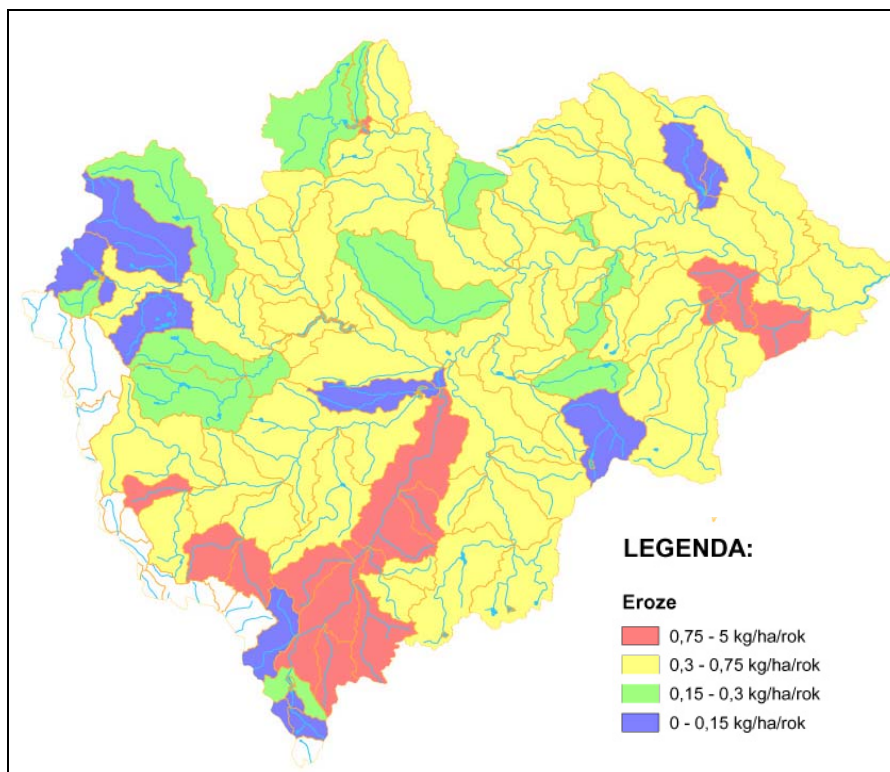 LEGENDA:
Eroze
0,75 - 5 kg/ha/rok
0,3 - 0,75 kg/ha/rok
0,15 - 0,3 kg/ha/rok
0 - 0,15 kg/ha/rok